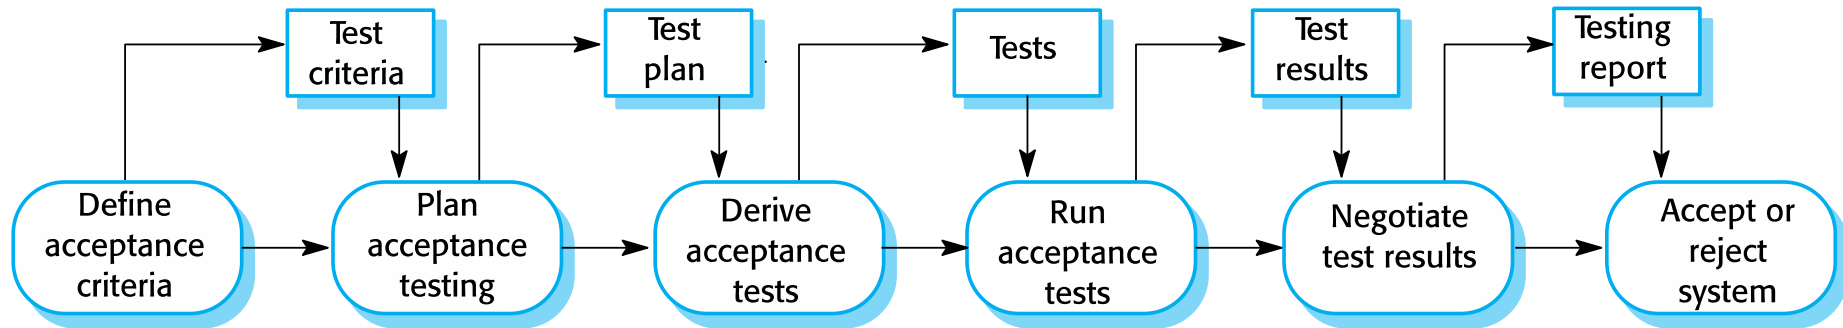 Test
criteria
Test
plan
Tests
Test
results
Testing
report
Define
acceptance
criteria
Plan
acceptance
testing
Derive
acceptance
tests
Run
acceptance
tests
Negotiate
test results
Accept or
reject
system